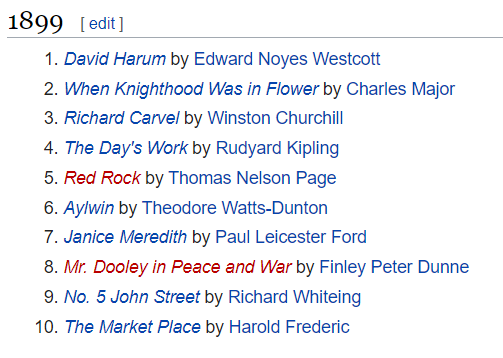 1899 [ edit ]
1. David Harum by Edward Noyes Westcott
2. When Knighthood Was in Flower by Charles Major
3. Richard Carvel by Winston Churchill
4. The Day's Work by Rudyard Kipling
5. Red Rock by Thomas Nelson Page
6. Aylwin by Theodore Watts-Dunton
7. Janice Meredith by Paul Leicester Ford
8. Mr. Dooley in Peace and War by Finley Peter Dunne
9. No. 5 John Street by Richard Whiteing
10. The Market Place by Harold Frederic